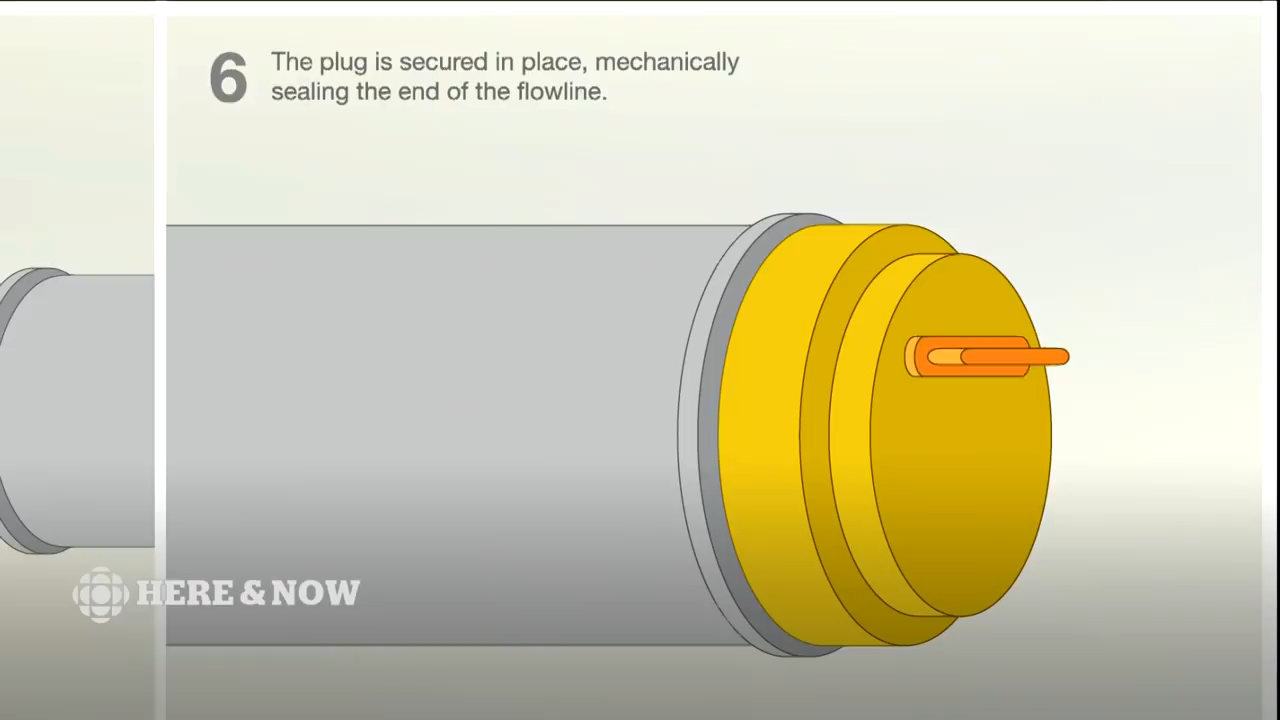 6
The plug is secured in place, mechanically
sealing the end of the flowline.
HERE & NOW